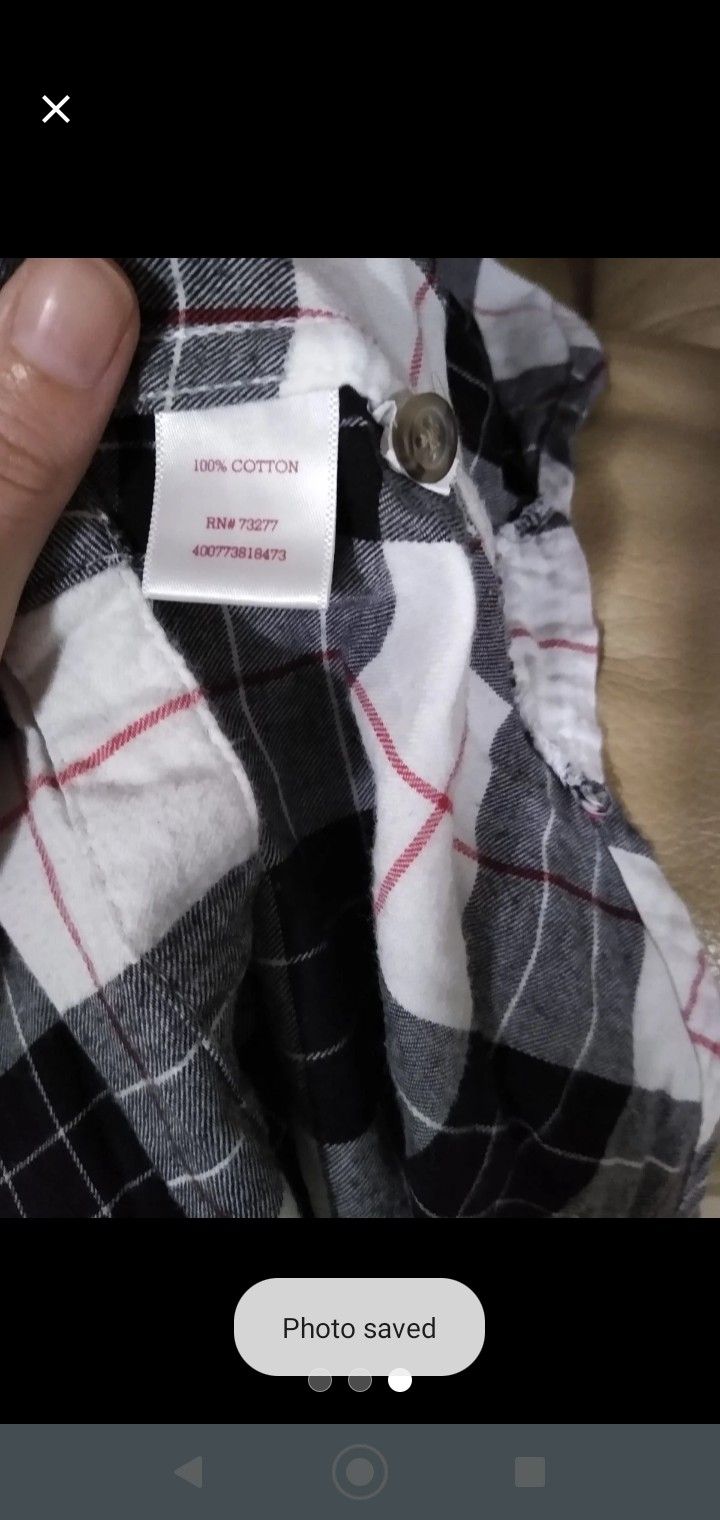 100% COTTON
RN# 73277
400773818473
Photo saved